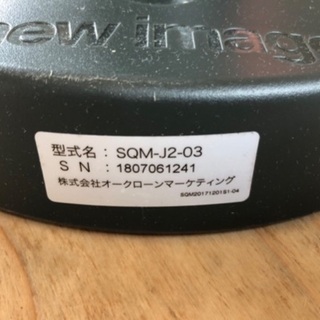 new image
型式名： SQM-J2-03
S N ： 1807061241
株式会社オークローンマーケティング
SQM20171201S1-04